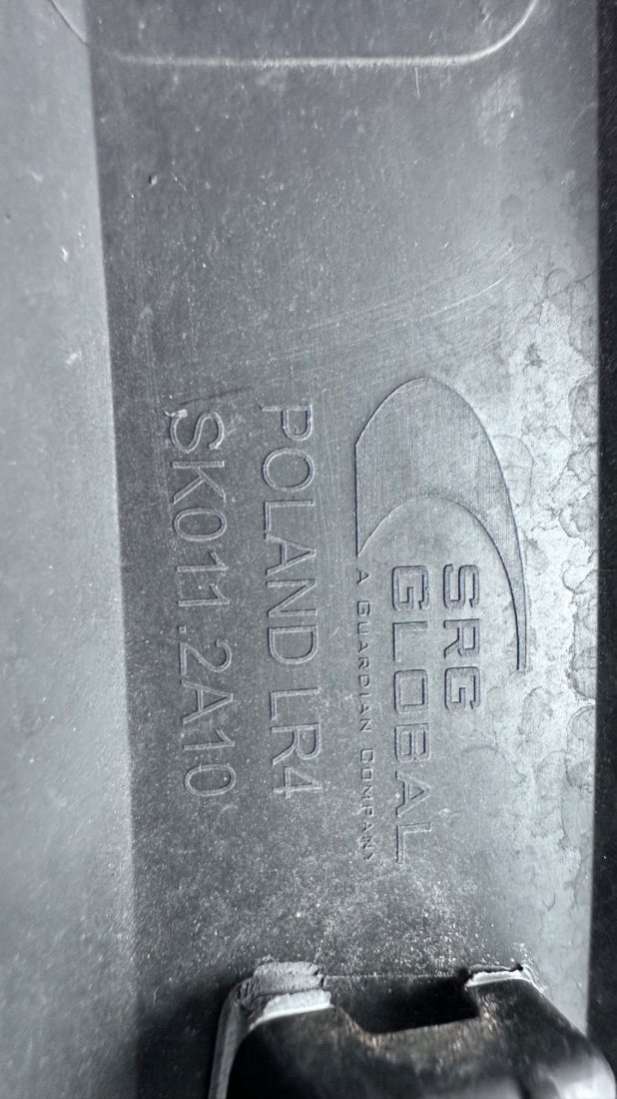 SRG
GLOBAL
A GUARDIAN COMPANY
POLAND LR4
SK011.2A10